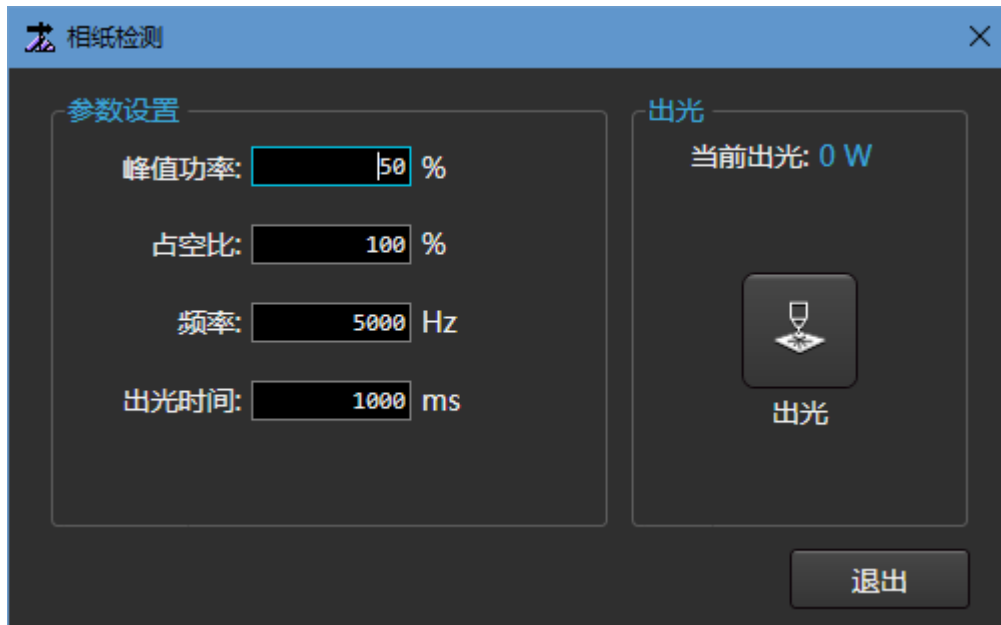 相纸检测
参数设置
峰值功率: 50 %
占空比: 100 %
频率: 5000 Hz
出光时间: 1000 ms
出光
当前出光: 0 W
出光
退出